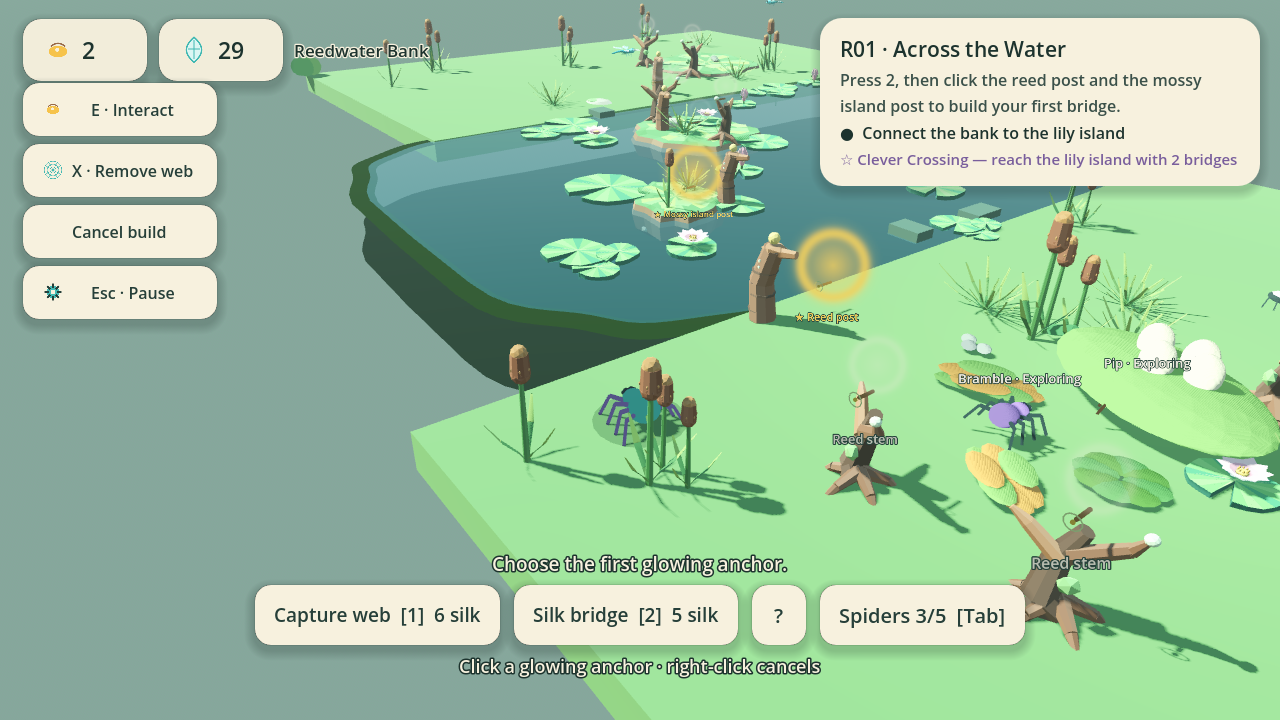 2
29
Reedwater Bank
E · Interact
X · Remove web
Cancel build
Esc · Pause
R01 · Across the Water
Press 2, then click the reed post and the mossy
island post to build your first bridge.
● Connect the bank to the lily island
☆ Clever Crossing — reach the lily island with 2 bridges
★ Mossy island post
★ Reed post
Pip · Exploring
Bramble · Exploring
Reed stem
Reed stem
Choose the first glowing anchor.
Capture web [1] 6 silk
Silk bridge [2] 5 silk
?
Spiders 3/5 [Tab]
Click a glowing anchor · right-click cancels